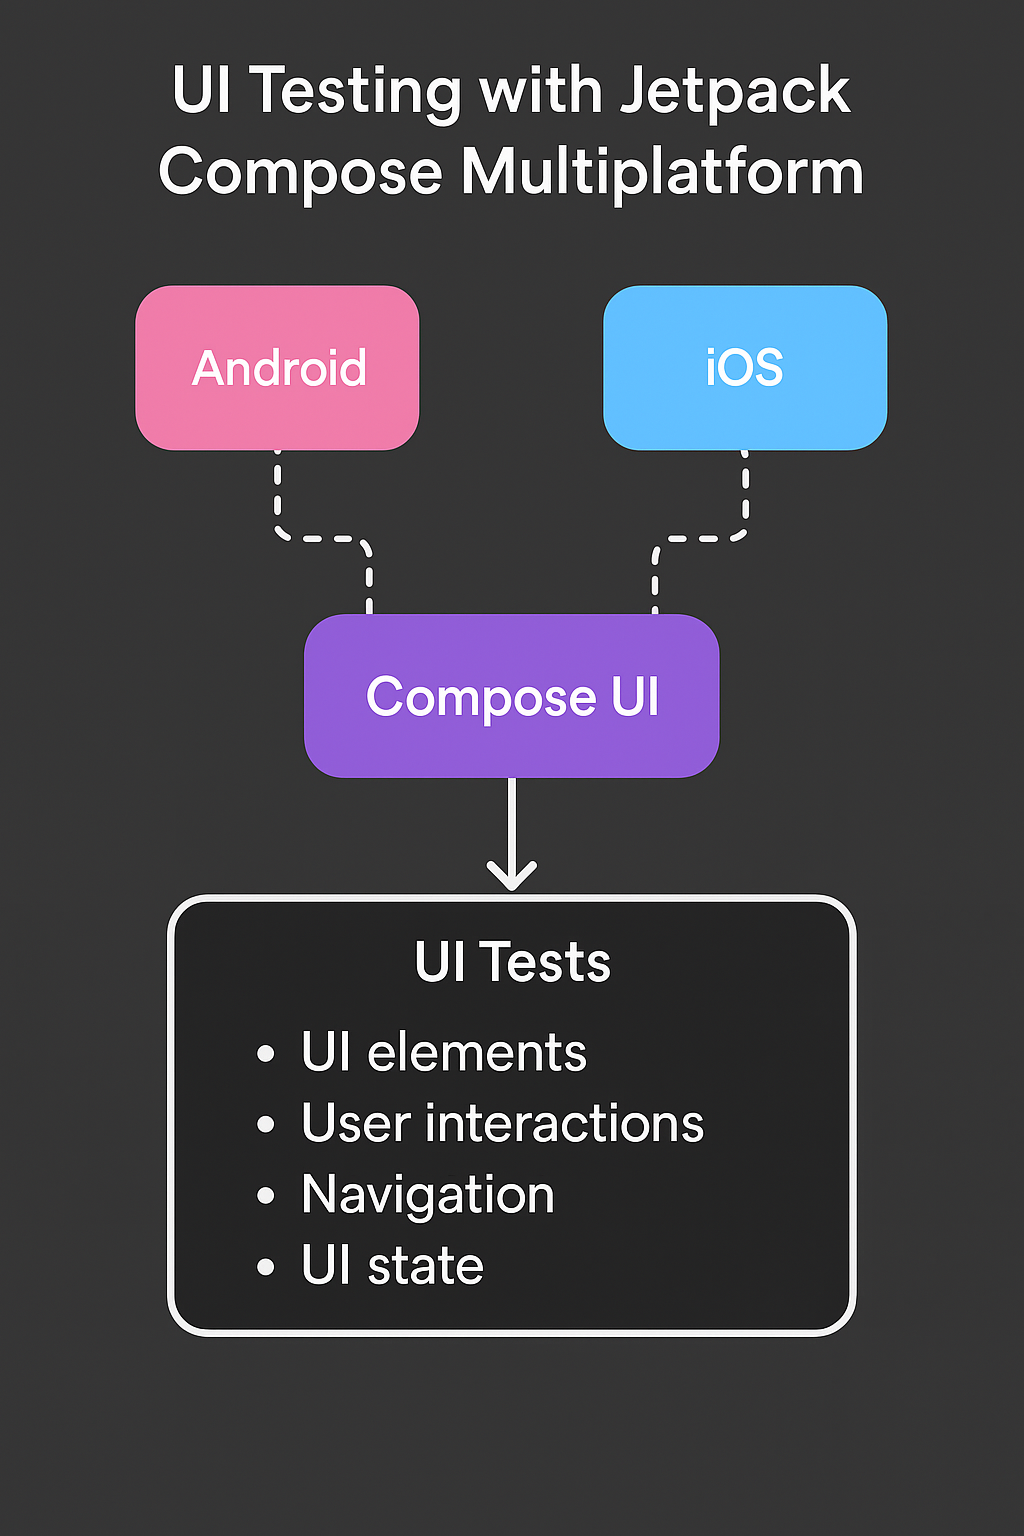 UI Testing with Jetpack
Compose Multiplatform
Android
iOS
Compose UI
UI Tests
• UI elements
• User interactions
• Navigation
• UI state